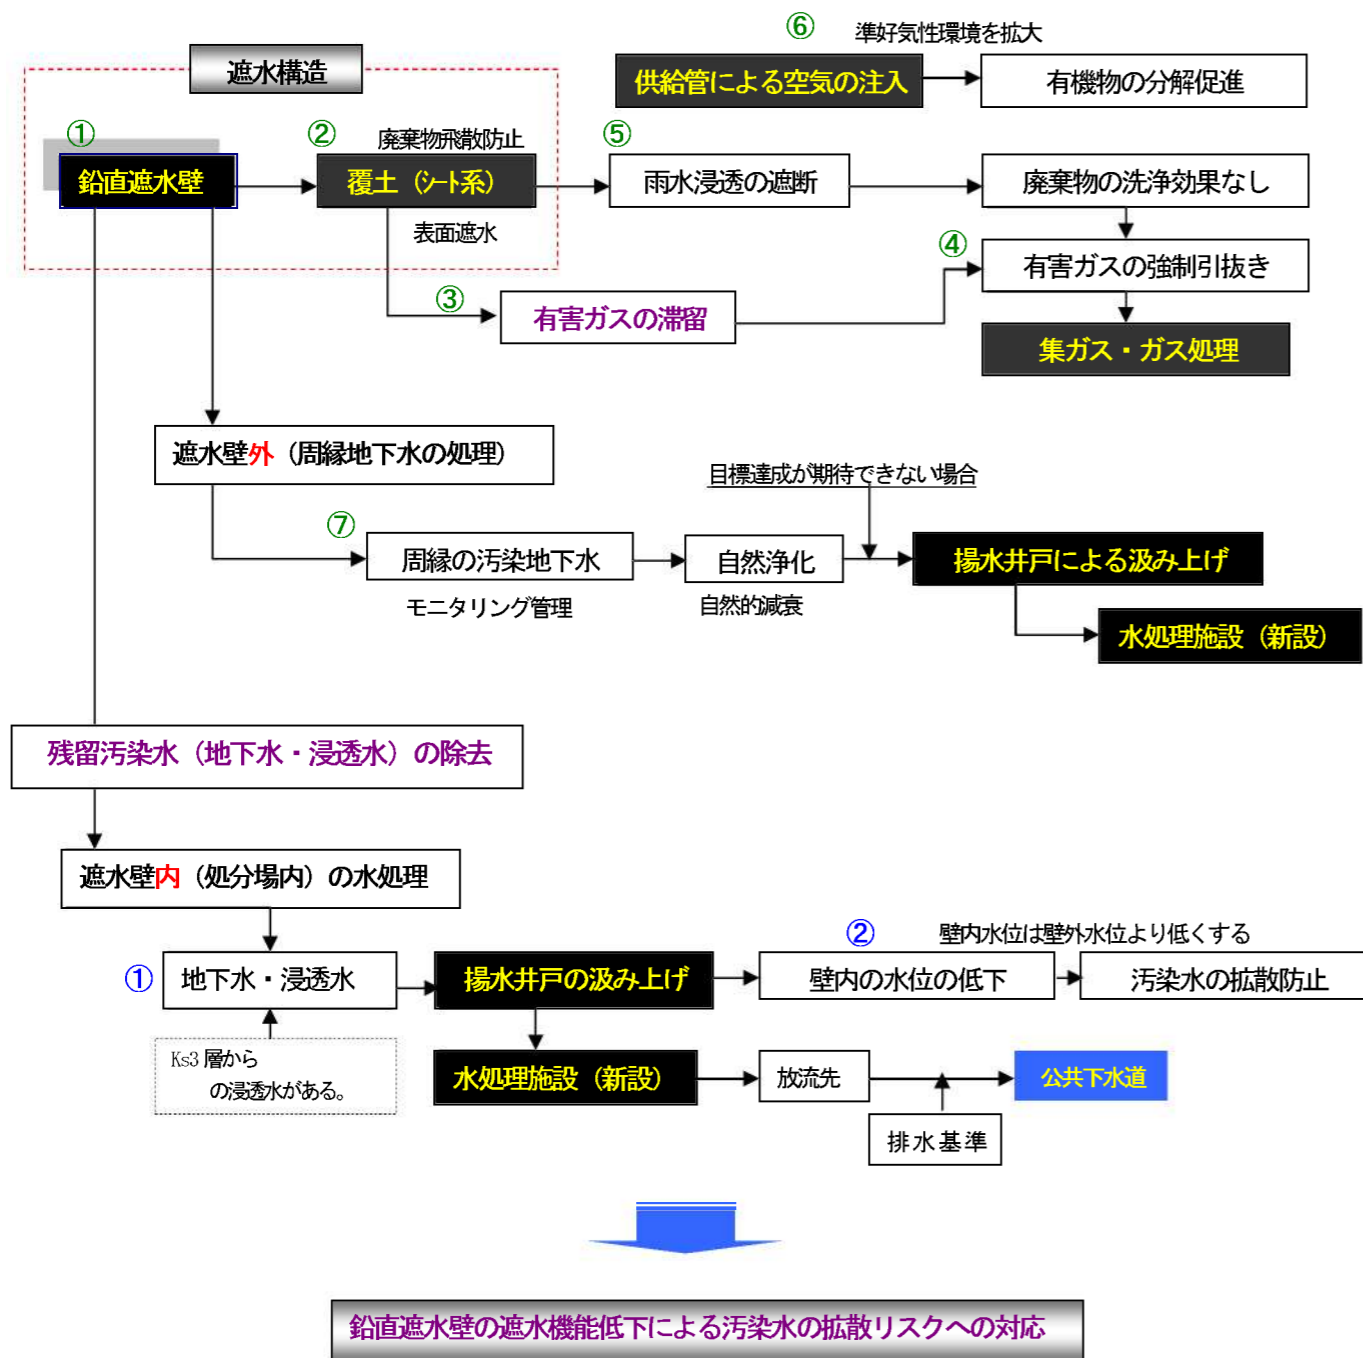 ⑥
準好気性環境を拡大
遮水構造
供給管による空気の注入
有機物の分解促進
①
②
廃棄物飛散防止
⑤
鉛直遮水壁
覆土（シート系）
雨水浸透の遮断
廃棄物の洗浄効果なし
表面遮水
④
有害ガスの強制引抜き
③
有害ガスの滞留
集ガス・ガス処理
遮水壁外（周縁地下水の処理）
目標達成が期待できない場合
⑦
周縁の汚染地下水
自然浄化
揚水井戸による汲み上げ
モニタリング管理
自然的減衰
水処理施設（新設）
残留汚染水（地下水・浸透水）の除去
遮水壁内（処分場内）の水処理
②
壁内水位は壁外水位より低くする
①
地下水・浸透水
揚水井戸の汲み上げ
壁内の水位の低下
汚染水の拡散防止
Ks3 層から
の浸透水がある。
水処理施設（新設）
放流先
公共下水道
排水基準
鉛直遮水壁の遮水機能低下による汚染水の拡散リスクへの対応